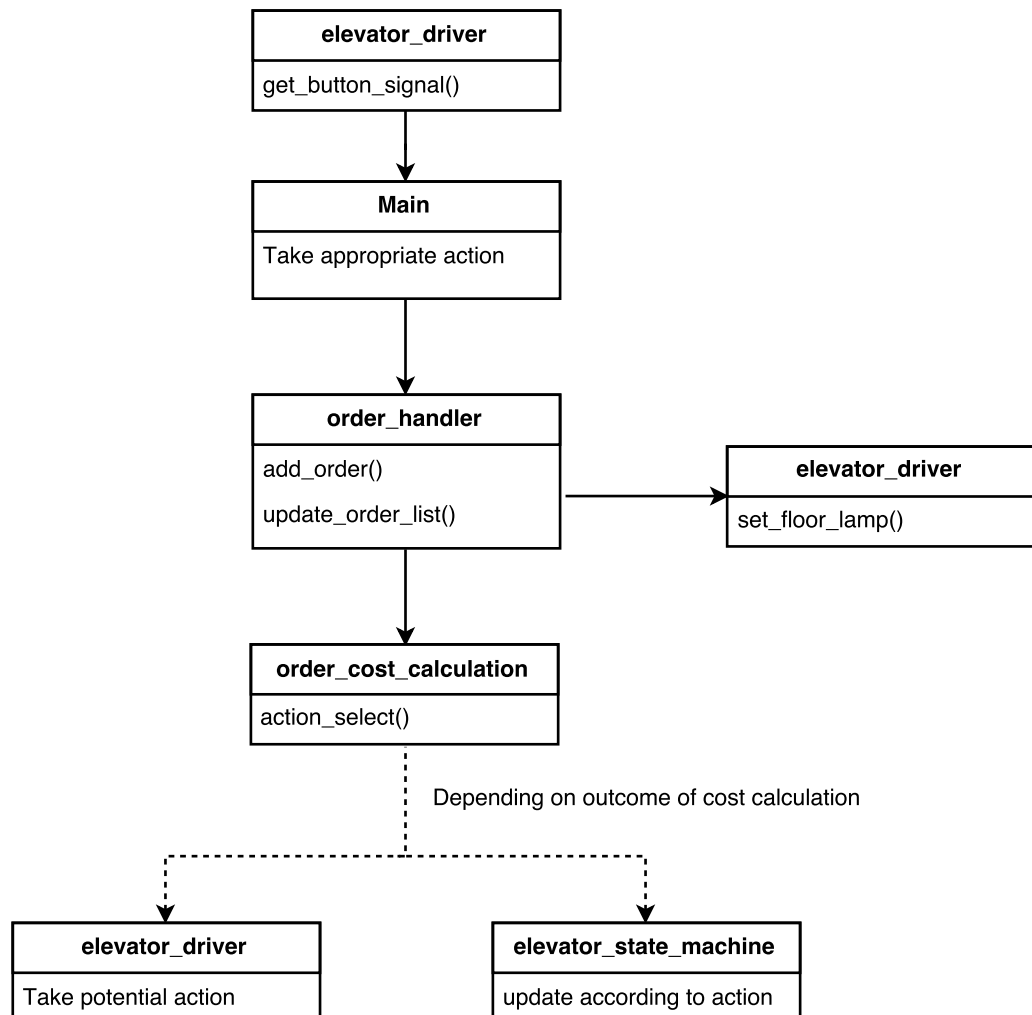 elevator_driver
get_button_signal()
Main
Take appropriate action
order_handler
add_order()
update_order_list()
elevator_driver
set_floor_lamp()
order_cost_calculation
action_select()
Depending on outcome of cost calculation
elevator_driver
Take potential action
elevator_state_machine
update according to action